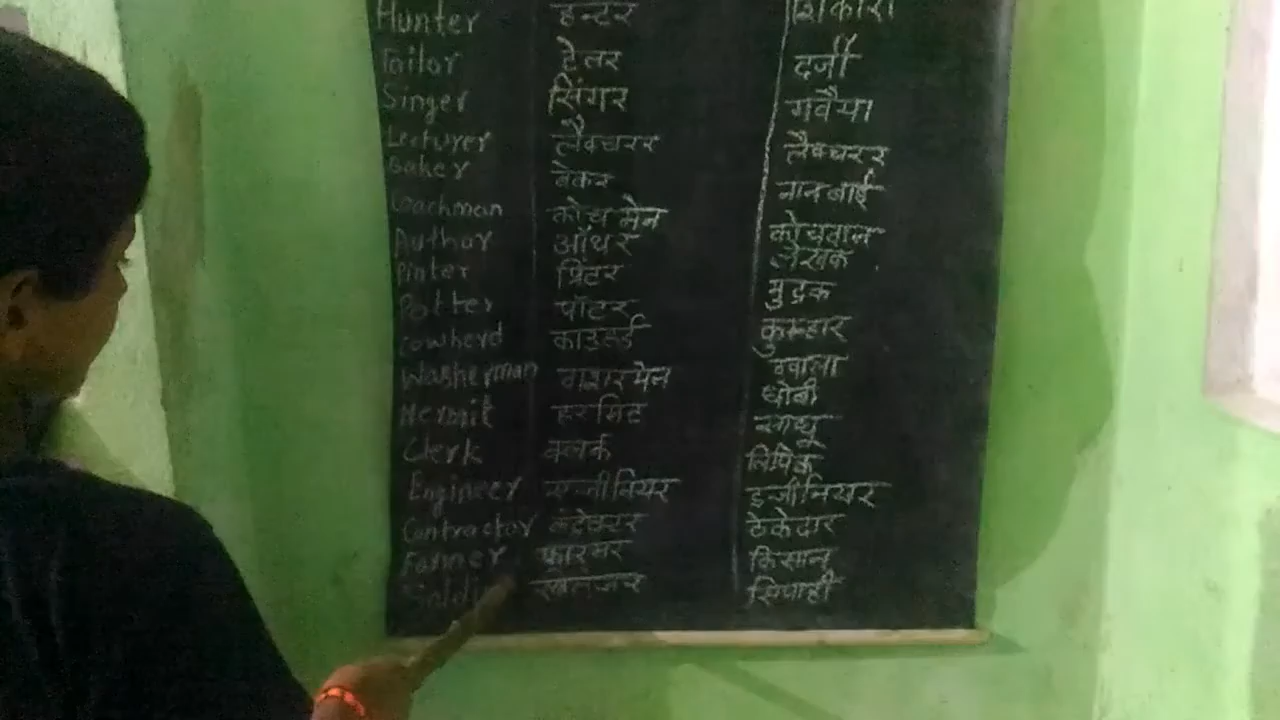 Hunter हन्टर शिकारी
Tailor टेलर दर्जी
Singer सिंगर गवैया
Lecturer लैक्चरर लैक्चरर
Baker बेकर नानबाई
Coachman कोचमेन कोचवान
Author ऑथर लेखक
Pinter प्रिंटर मुद्रक
Potter पॉटर कुम्हार
Cowherd काउहर्ड ग्वाला
Washerman वाशरमेन धोबी
Hermit हरमिट साधू
Clerk क्लर्क लिपिक
Engineer एन्जीनियर इंजीनियर
Contractor कंट्रेक्टर ठेकेदार
Farmer फारमर किसान
सिपाही